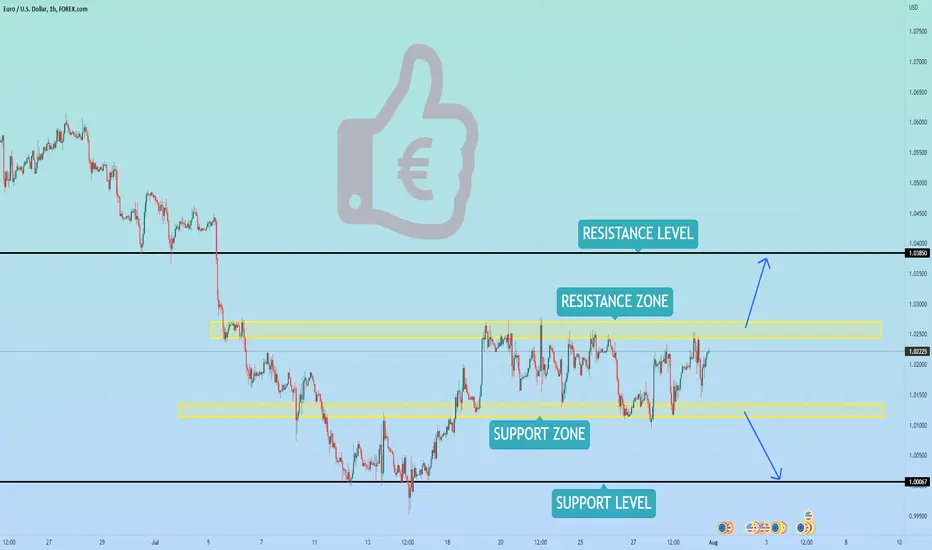 Euro / U.S. Dollar, 1h, FOREX.com
USD
1.07500
1.07000
1.06500
1.06000
1.05500
1.05000
1.04500
1.04000
RESISTANCE LEVEL
1.03850
1.03500
RESISTANCE ZONE
1.03000
1.02500
1.02225
1.02000
1.01500
1.01000
SUPPORT ZONE
1.00500
1.00067
SUPPORT LEVEL
0.99500
€
12:00 27 29 Jul 5 7 11 13 12:00 18 20 12:00 25 27 12:00 Aug 3 12:00 8 10